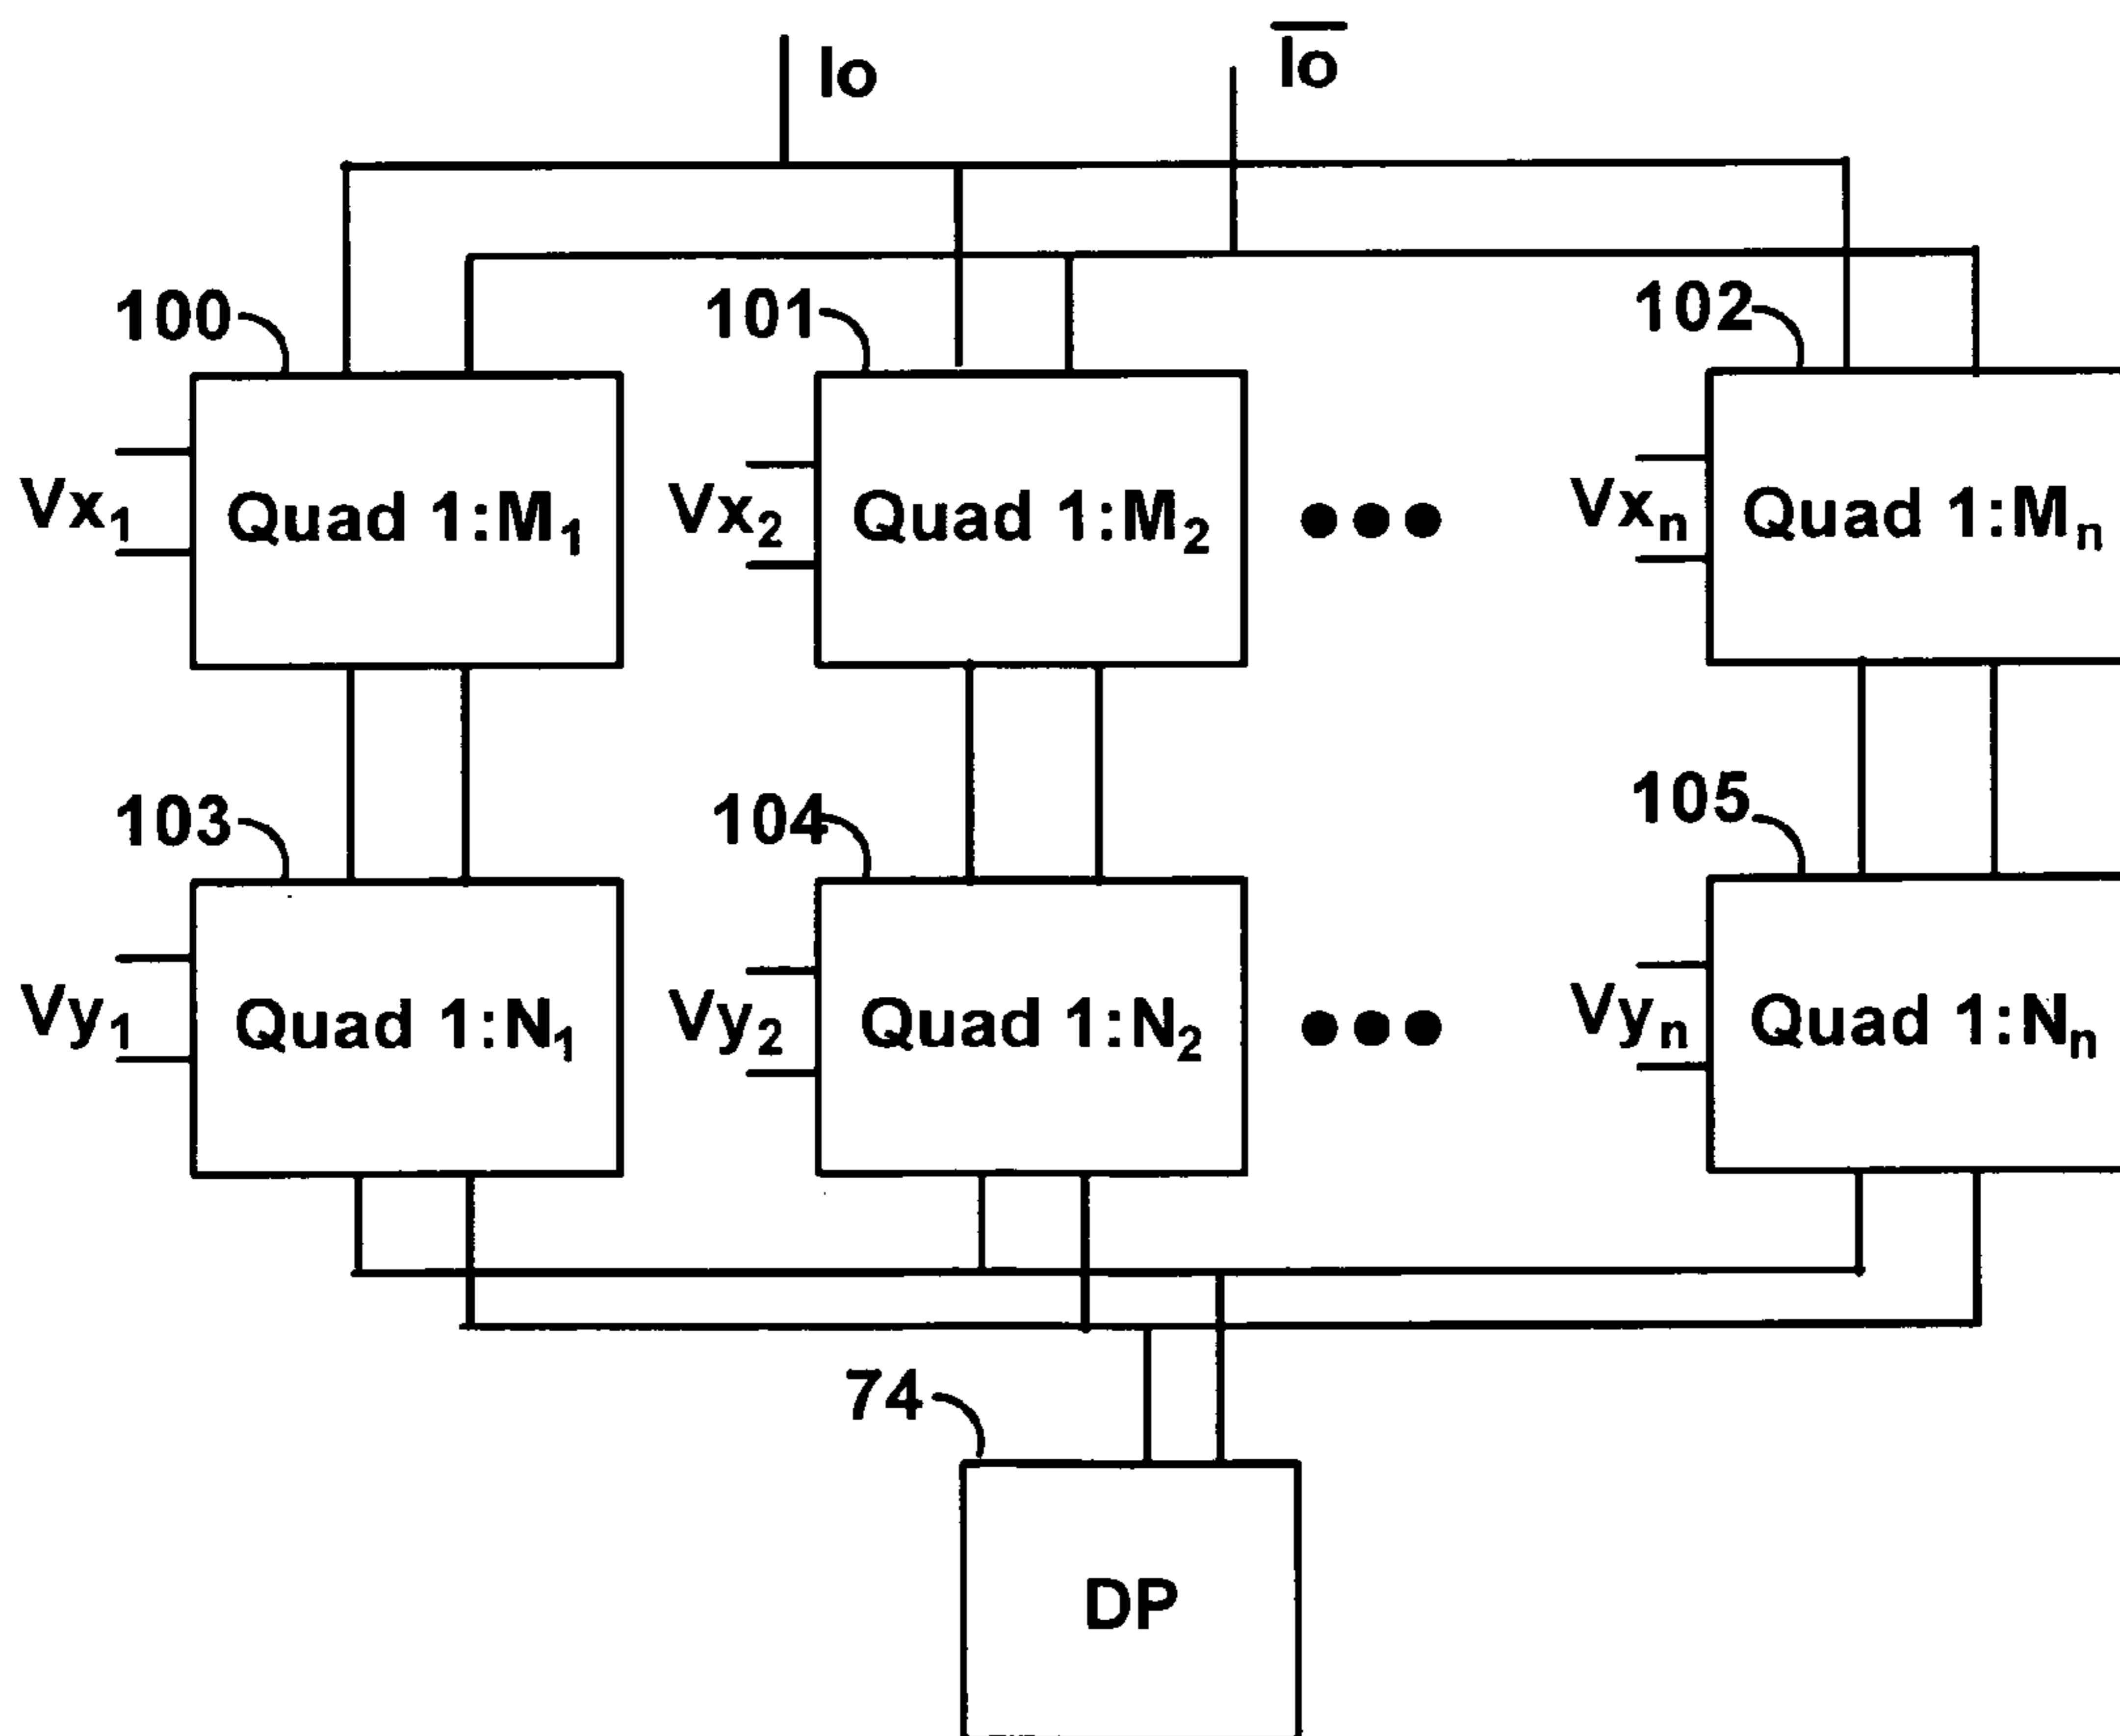 Io
I̅o̅
100
101
102
Vx₁
Quad 1:M₁
Vx₂
Quad 1:M₂
●●●
Vxₙ
Quad 1:Mₙ
103
104
105
Vy₁
Quad 1:N₁
Vy₂
Quad 1:N₂
●●●
Vyₙ
Quad 1:Nₙ
74
DP